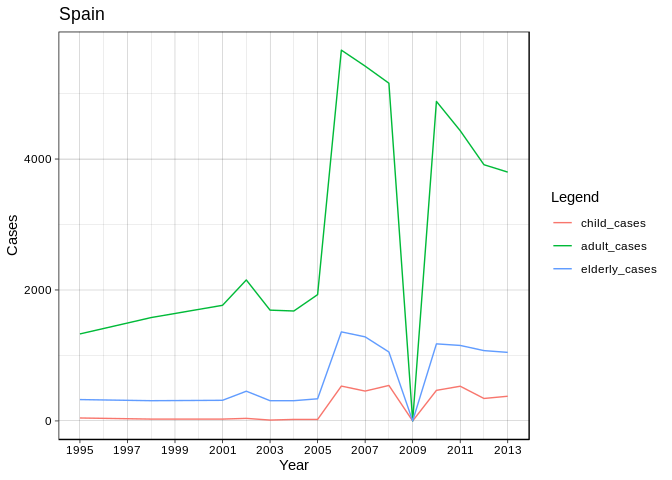 Spain
Cases
4000
2000
0
1995 1997 1999 2001 2003 2005 2007 2009 2011 2013
Year
Legend
child_cases
adult_cases
elderly_cases